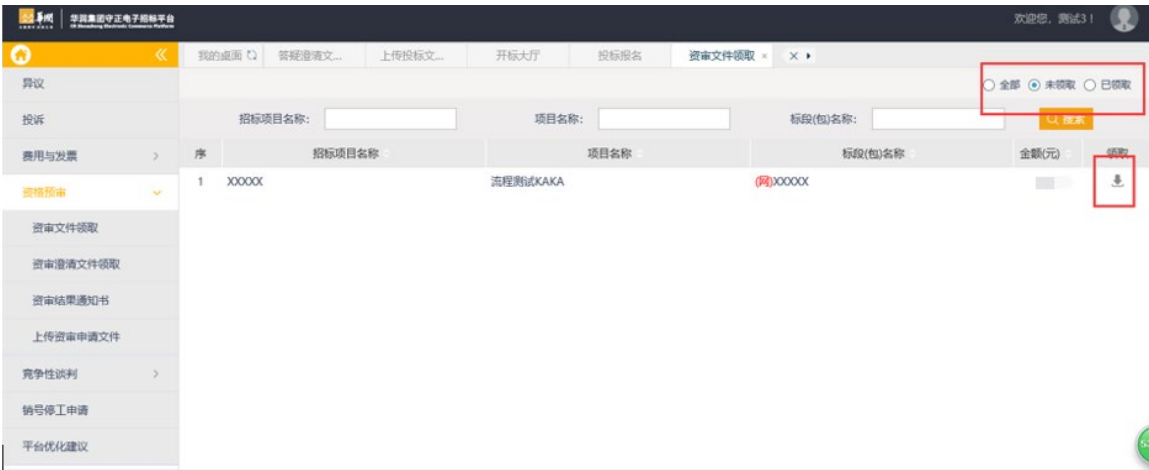 华润集团守正电子招标平台
欢迎您，测试3！
我的桌面 答疑澄清文... 上传投标文... 开标大厅 投标报名 资审文件领取
异议
全部 未领取 已领取
投诉
招标项目名称: 项目名称: 标段(包)名称: 搜索
费用与发票
序 招标项目名称 项目名称 标段(包)名称 金额(元) 领取
资格预审
1 XXXXX 流程测试KAKA (网)XXXXX
资审文件领取
资审澄清文件领取
资审结果通知书
上传资审申请文件
竞争性谈判
销号停工申请
平台优化建议